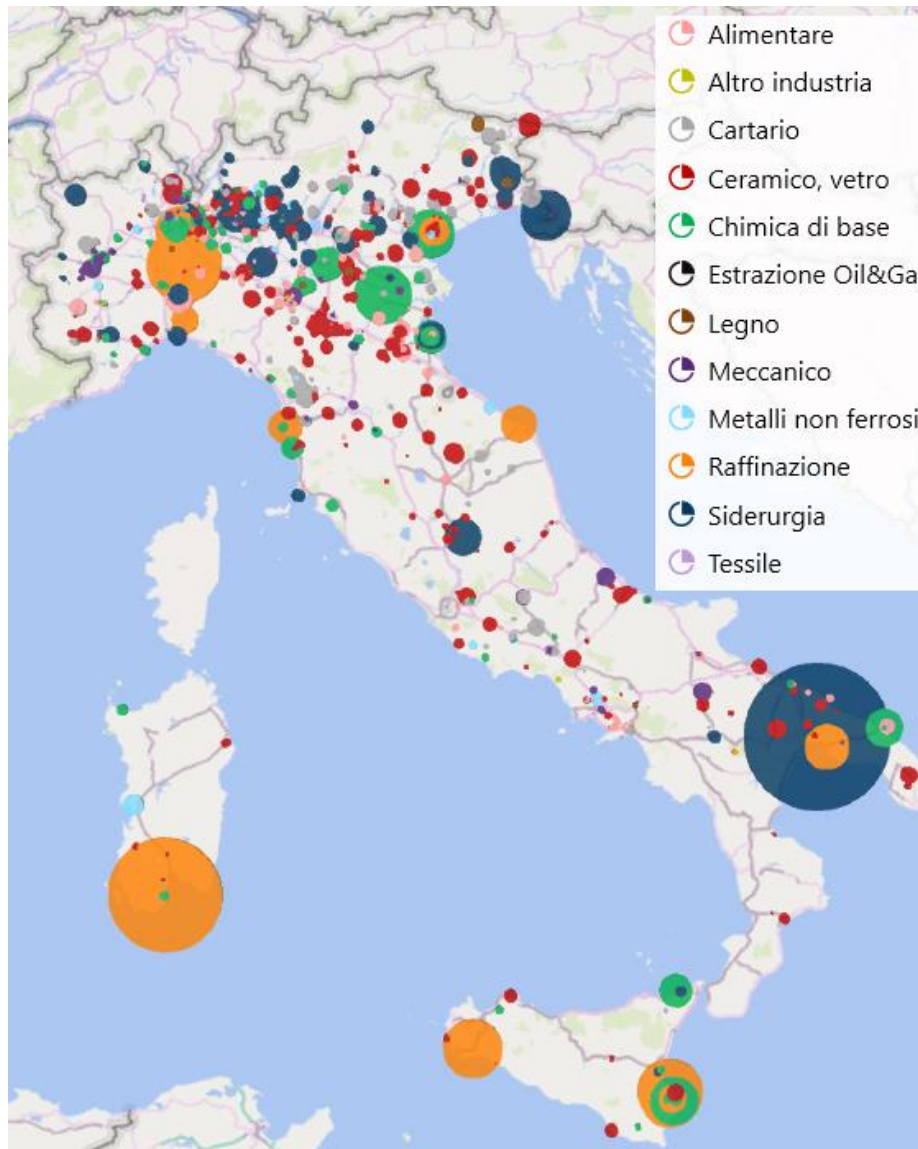 Alimentare
Altro industria
Cartario
Ceramico, vetro
Chimica di base
Estrazione Oil&Ga
Legno
Meccanico
Metalli non ferrosi
Raffinazione
Siderurgia
Tessile